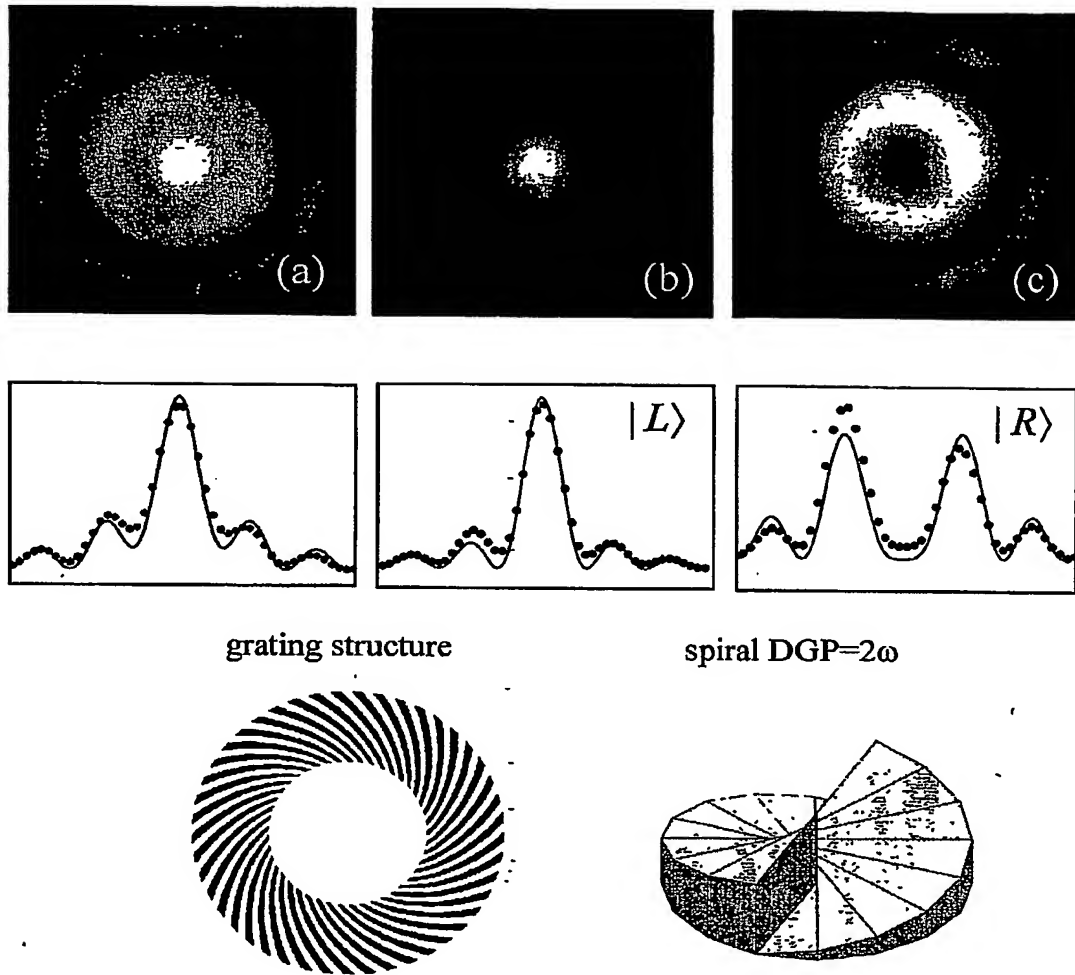 (a)
(b)
(c)
|L⟩
|R⟩
grating structure
spiral DGP=2ω